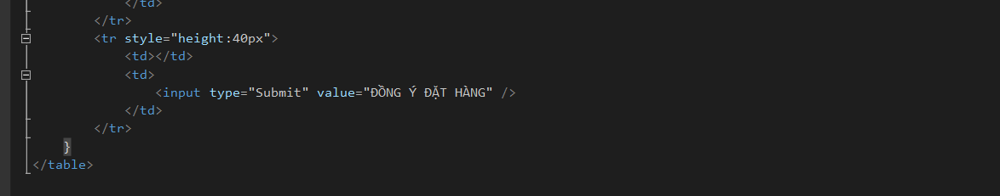 </td>
</tr>
<tr style="height:40px">
<td></td>
<td>
<input type="Submit" value="ĐỒNG Ý ĐẶT HÀNG" />
</td>
</tr>
}
</table>